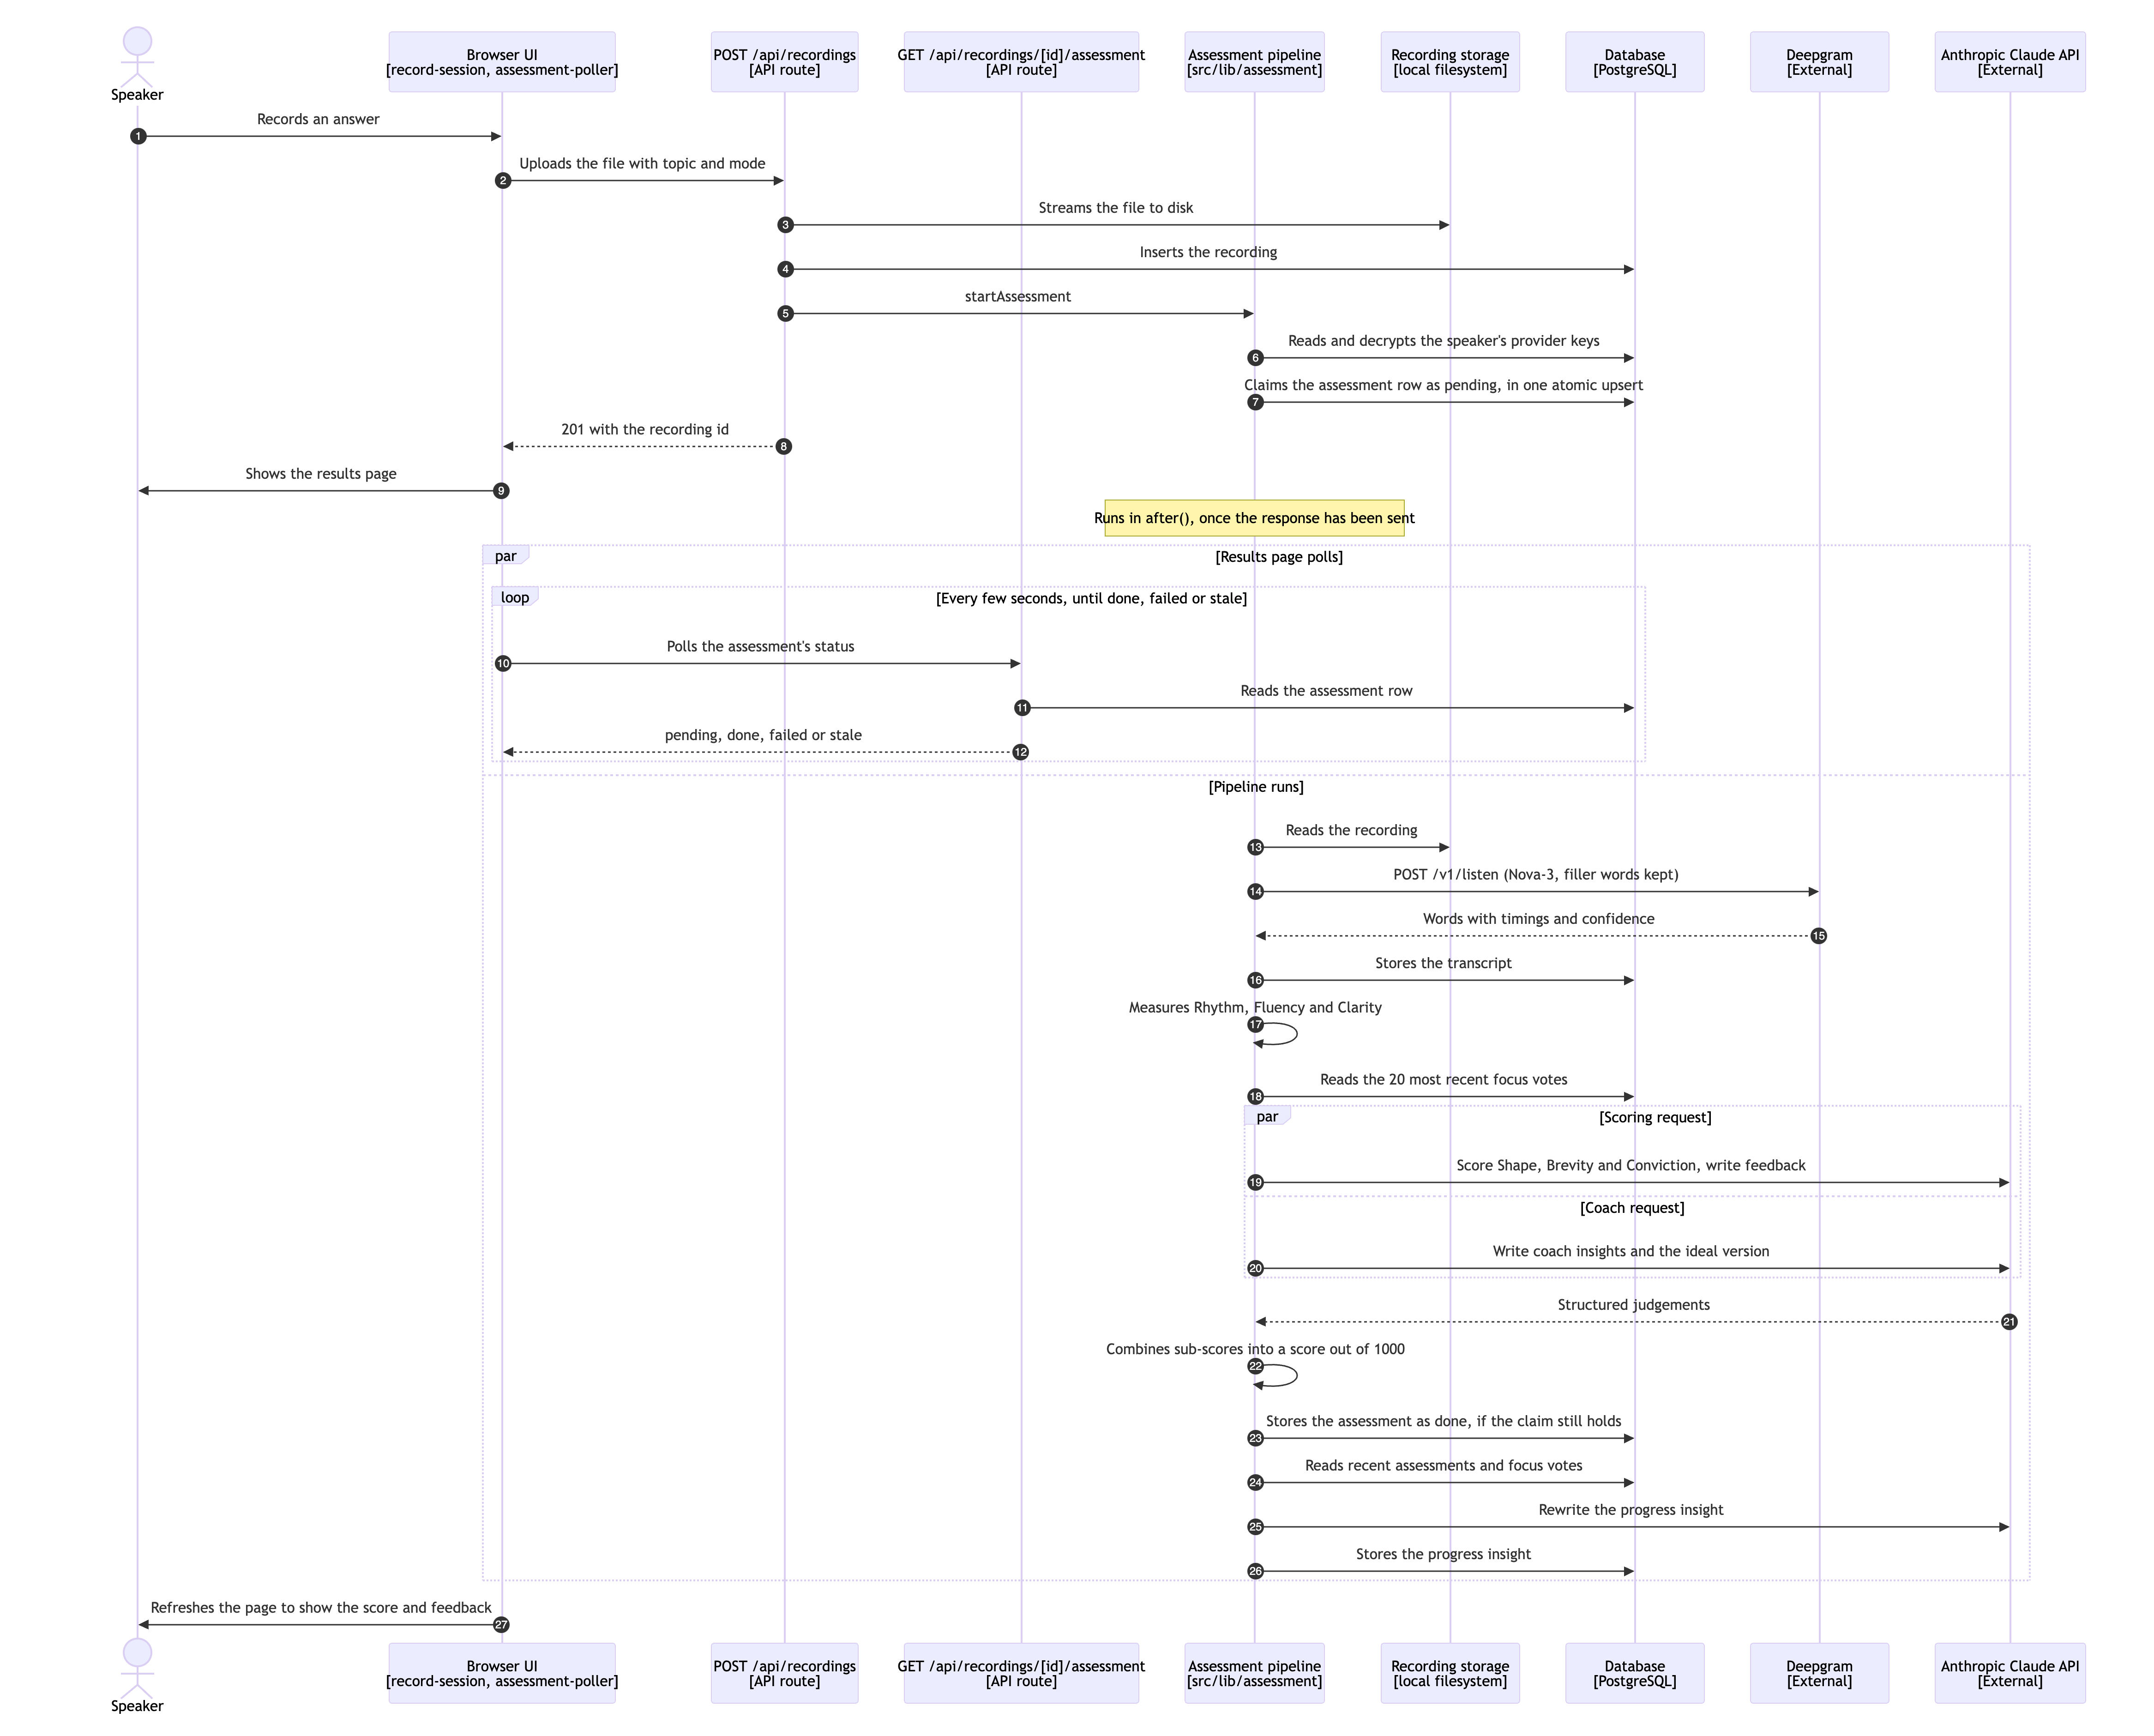 Speaker
Browser UI
[record-session, assessment-poller]
POST /api/recordings
[API route]
GET /api/recordings/[id]/assessment
[API route]
Assessment pipeline
[src/lib/assessment]
Recording storage
[local filesystem]
Database
[PostgreSQL]
Deepgram
[External]
Anthropic Claude API
[External]
Records an answer
1
Uploads the file with topic and mode
2
Streams the file to disk
3
Inserts the recording
4
startAssessment
5
Reads and decrypts the speaker's provider keys
6
Claims the assessment row as pending, in one atomic upsert
7
201 with the recording id
8
Shows the results page
9
Runs in after(), once the response has been sent
par
[Results page polls]
loop
[Every few seconds, until done, failed or stale]
Polls the assessment's status
10
Reads the assessment row
11
pending, done, failed or stale
12
[Pipeline runs]
Reads the recording
13
POST /v1/listen (Nova-3, filler words kept)
14
Words with timings and confidence
15
Stores the transcript
16
Measures Rhythm, Fluency and Clarity
17
Reads the 20 most recent focus votes
18
par
[Scoring request]
Score Shape, Brevity and Conviction, write feedback
19
[Coach request]
Write coach insights and the ideal version
20
Structured judgements
21
Combines sub-scores into a score out of 1000
22
Stores the assessment as done, if the claim still holds
23
Reads recent assessments and focus votes
24
Rewrite the progress insight
25
Stores the progress insight
26
Refreshes the page to show the score and feedback
27
Speaker
Browser UI
[record-session, assessment-poller]
POST /api/recordings
[API route]
GET /api/recordings/[id]/assessment
[API route]
Assessment pipeline
[src/lib/assessment]
Recording storage
[local filesystem]
Database
[PostgreSQL]
Deepgram
[External]
Anthropic Claude API
[External]